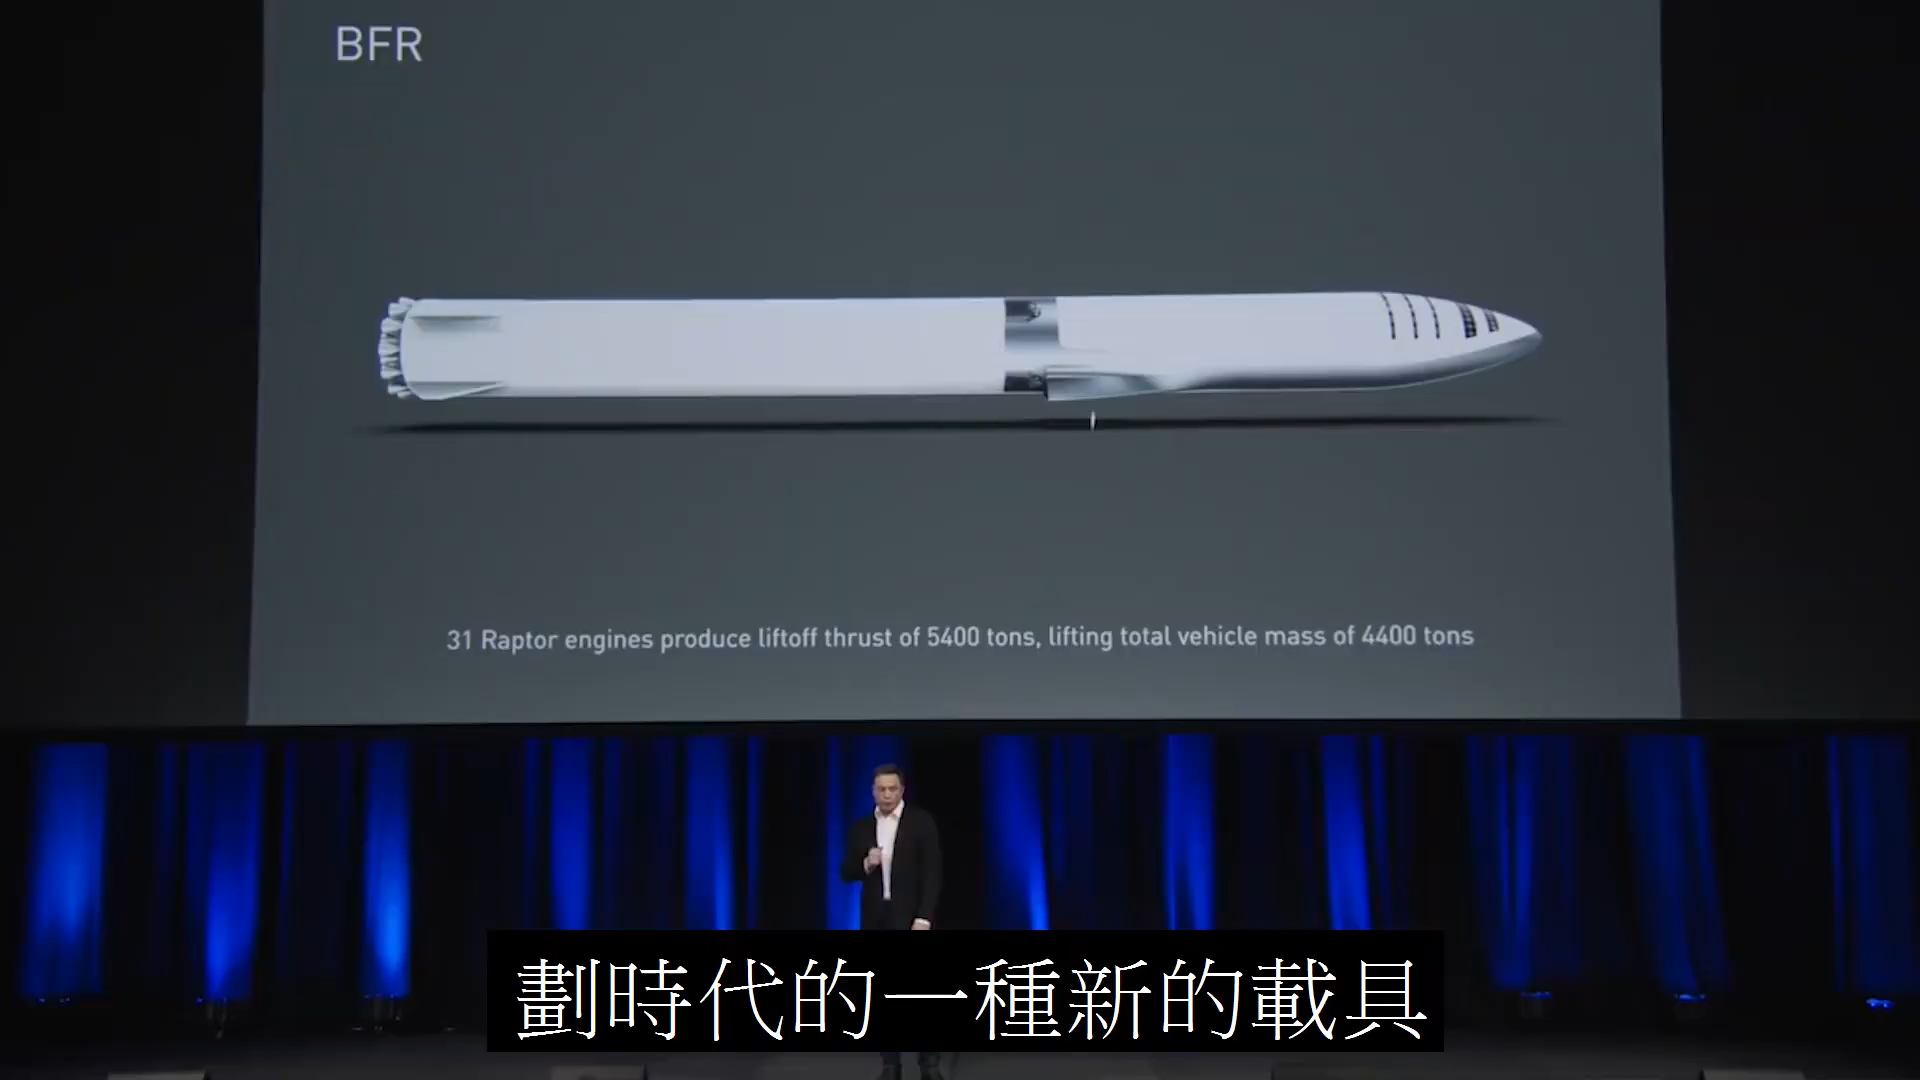 BFR
31 Raptor engines produce liftoff thrust of 5400 tons, lifting total vehicle mass of 4400 tons
劃時代的一種新的載具